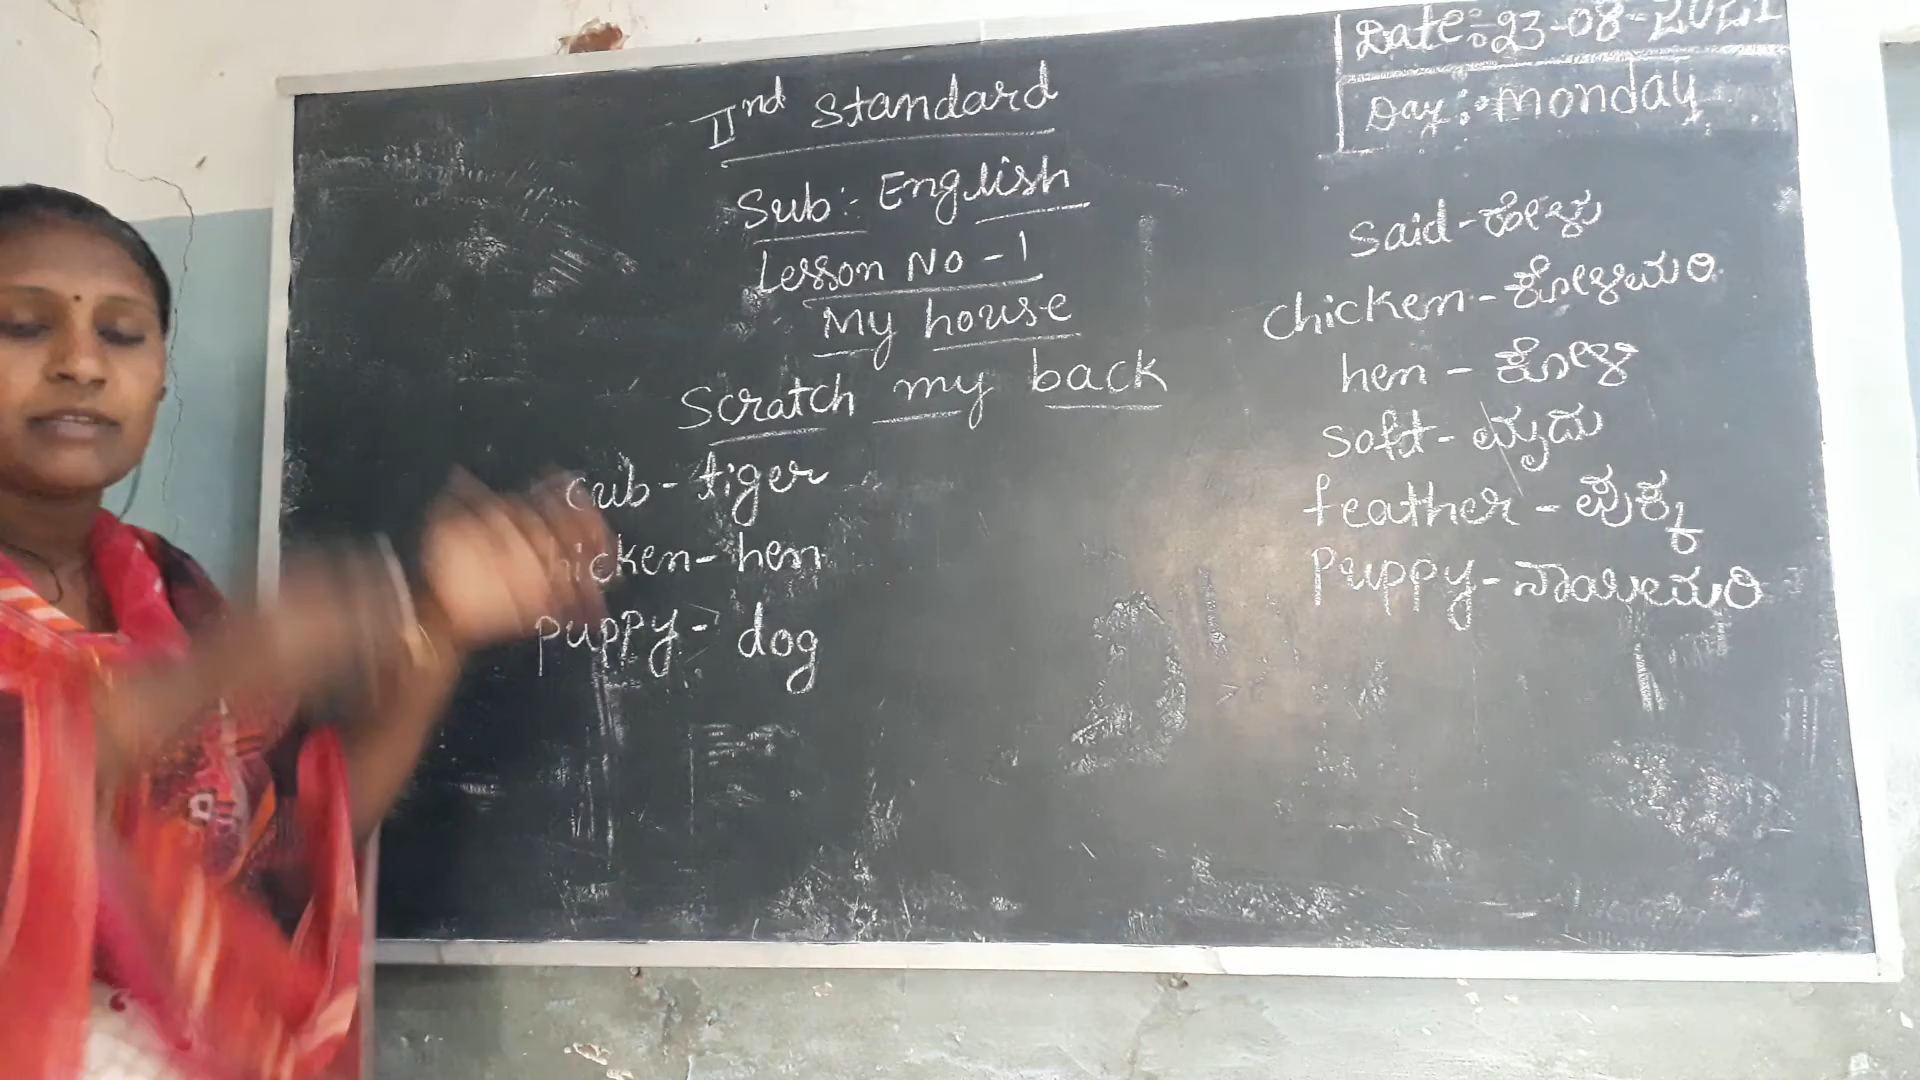 Date:-23-08-2021
Day:-monday
IInd Standard
Sub:- English
Lesson No-1
My house
Scratch my back
cub-tiger
hicken-hen
puppy- dog
Said-ಹೇಳು
chicken-ಕೋಳಿಮರಿ
hen - ಕೋಳಿ
soft- ಮೃದು
feather - ಪುಕ್ಕ
puppy-ನಾಯಿಮರಿ